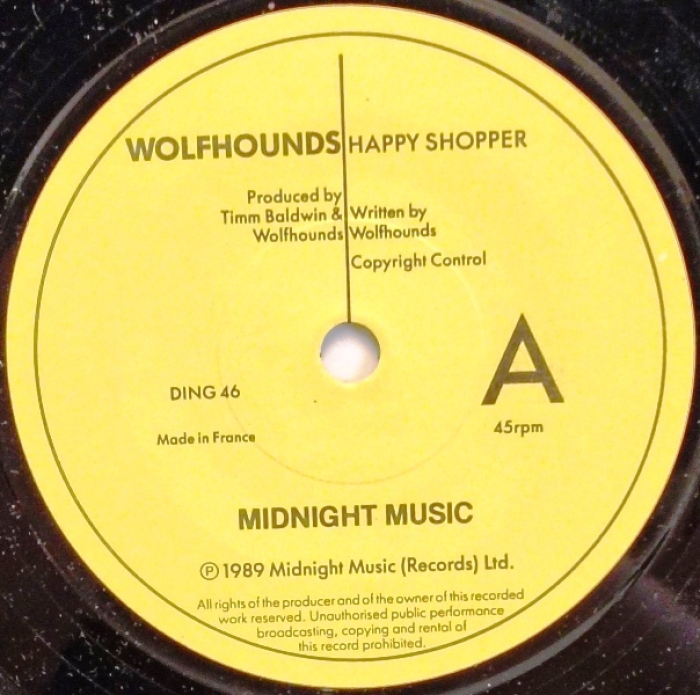 WOLFHOUNDS HAPPY SHOPPER
Produced by
Timm Baldwin &
Wolfhounds
Written by
Wolfhounds
Copyright Control
DING 46
Made in France
A
45rpm
MIDNIGHT MUSIC
Ⓟ 1989 Midnight Music (Records) Ltd.
All rights of the producer and of the owner of this recorded
work reserved. Unauthorised public performance
broadcasting, copying and rental of
this record prohibited.